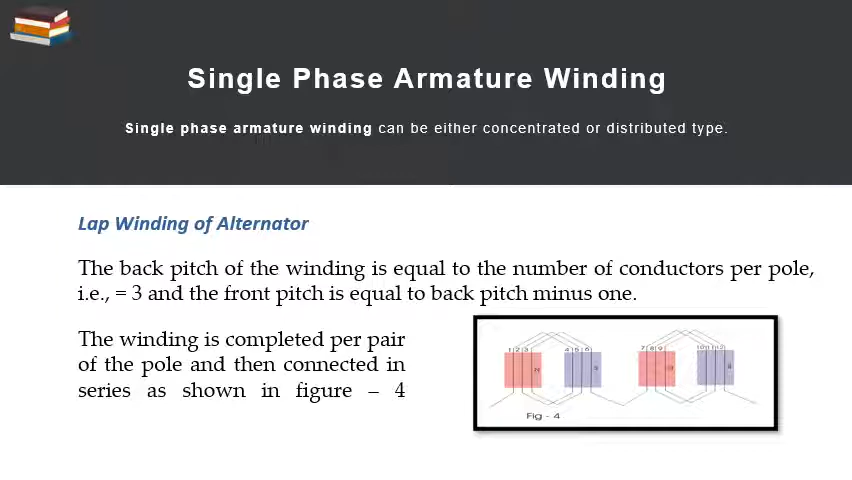 Single Phase Armature Winding
Single phase armature winding can be either concentrated or distributed type.
Lap Winding of Alternator
The back pitch of the winding is equal to the number of conductors per pole,
i.e., = 3 and the front pitch is equal to back pitch minus one.
The winding is completed per pair
of the pole and then connected in
series as shown in figure – 4
1 2 3 4 5 6 7 8 9 10 11 12
N S
Fig - 4